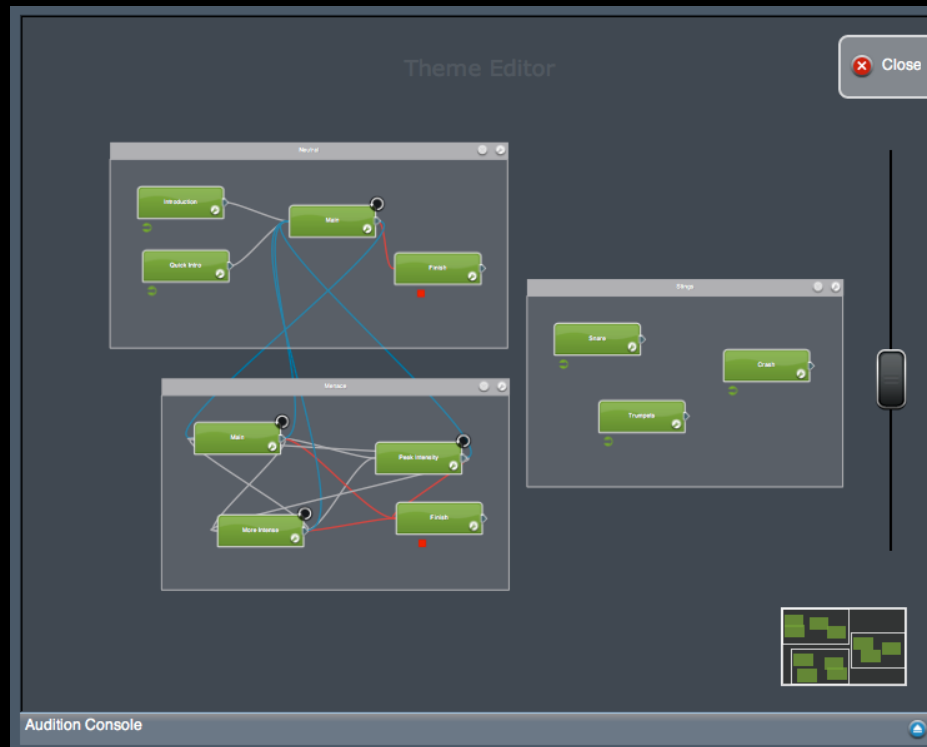 Theme Editor
Close
Neutral
Introduction
Main
Quick Intro
Finish
Stings
Snare
Crash
Trumpets
Menace
Main
Peak Intensity
Finish
More Intense
Audition Console